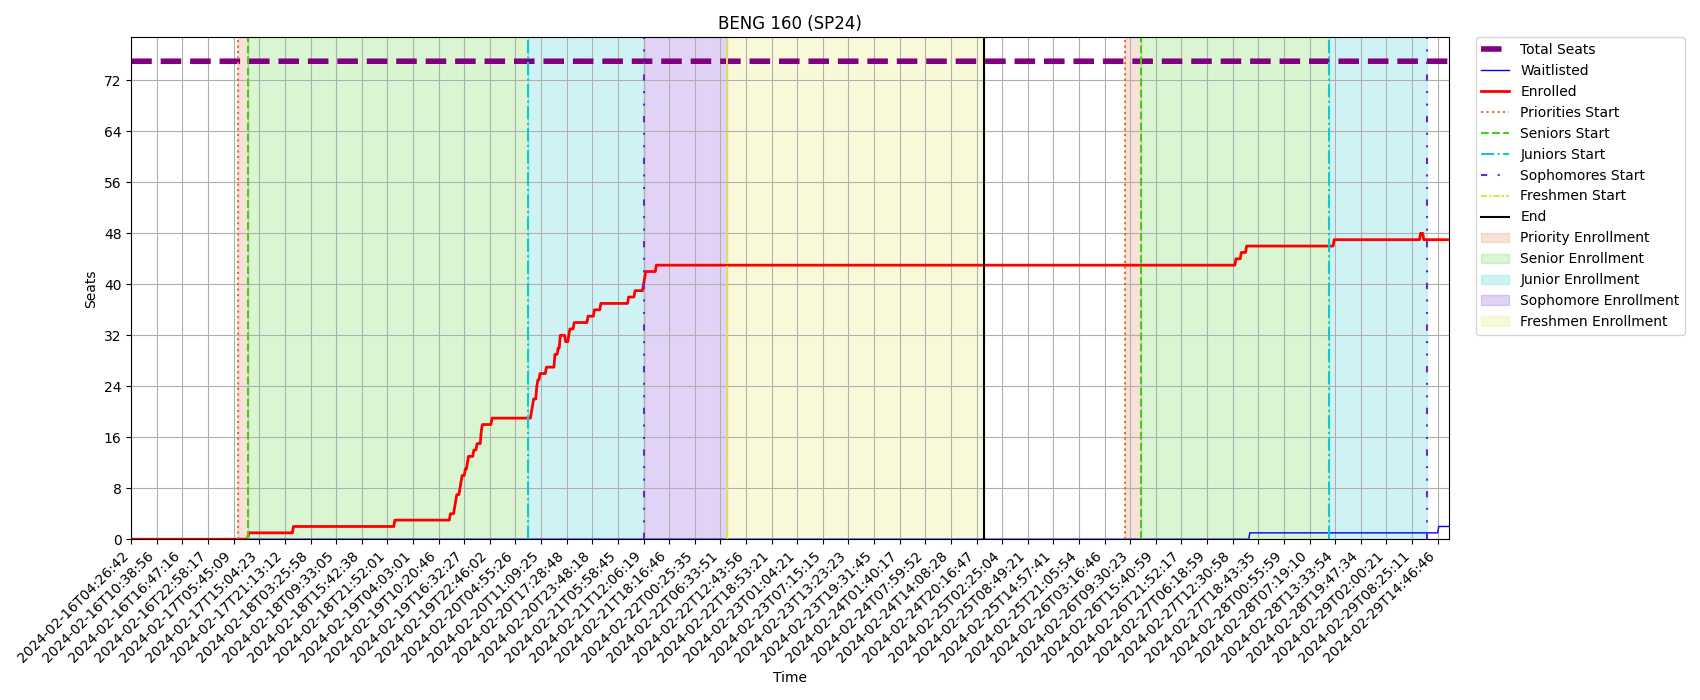 BENG 160 (SP24)
Seats
72
64
56
48
40
32
24
16
8
0
2024-02-16T04:26:42
2024-02-16T10:38:56
2024-02-16T16:47:16
2024-02-16T22:58:17
2024-02-17T05:45:09
2024-02-17T15:04:23
2024-02-17T21:13:12
2024-02-18T03:25:58
2024-02-18T09:33:05
2024-02-18T15:42:38
2024-02-18T21:52:01
2024-02-19T04:03:01
2024-02-19T10:20:46
2024-02-19T16:32:27
2024-02-19T22:46:02
2024-02-20T04:55:26
2024-02-20T11:09:25
2024-02-20T17:28:48
2024-02-20T23:48:18
2024-02-21T05:58:45
2024-02-21T12:06:19
2024-02-21T18:16:46
2024-02-22T00:25:35
2024-02-22T06:33:51
2024-02-22T12:43:56
2024-02-22T18:53:21
2024-02-23T01:04:21
2024-02-23T07:15:15
2024-02-23T13:23:23
2024-02-23T19:31:45
2024-02-24T01:40:17
2024-02-24T07:59:52
2024-02-24T14:08:28
2024-02-24T20:16:47
2024-02-25T02:25:04
2024-02-25T08:49:21
2024-02-25T14:57:41
2024-02-25T21:05:54
2024-02-26T03:16:46
2024-02-26T09:30:23
2024-02-26T15:40:59
2024-02-26T21:52:17
2024-02-27T06:18:59
2024-02-27T12:30:58
2024-02-27T18:43:35
2024-02-28T00:55:59
2024-02-28T07:19:10
2024-02-28T13:33:54
2024-02-28T19:47:34
2024-02-29T02:00:21
2024-02-29T08:25:11
2024-02-29T14:46:46
Time
Total Seats
Waitlisted
Enrolled
Priorities Start
Seniors Start
Juniors Start
Sophomores Start
Freshmen Start
End
Priority Enrollment
Senior Enrollment
Junior Enrollment
Sophomore Enrollment
Freshmen Enrollment